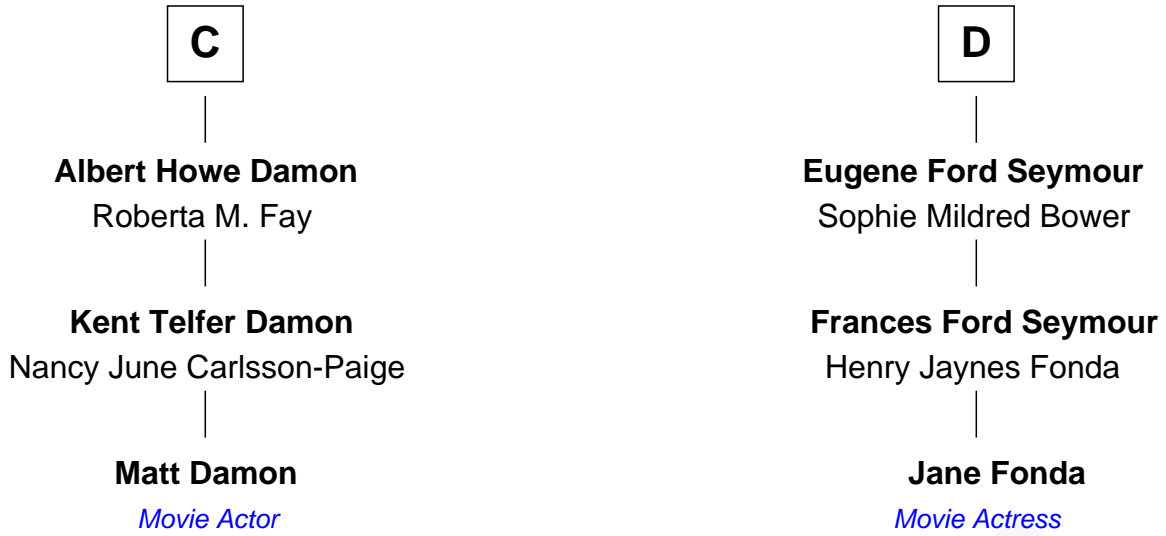 C
Albert Howe Damon
Roberta M. Fay
Kent Telfer Damon
Nancy June Carlsson-Paige
Matt Damon
Movie Actor
D
Eugene Ford Seymour
Sophie Mildred Bower
Frances Ford Seymour
Henry Jaynes Fonda
Jane Fonda
Movie Actress